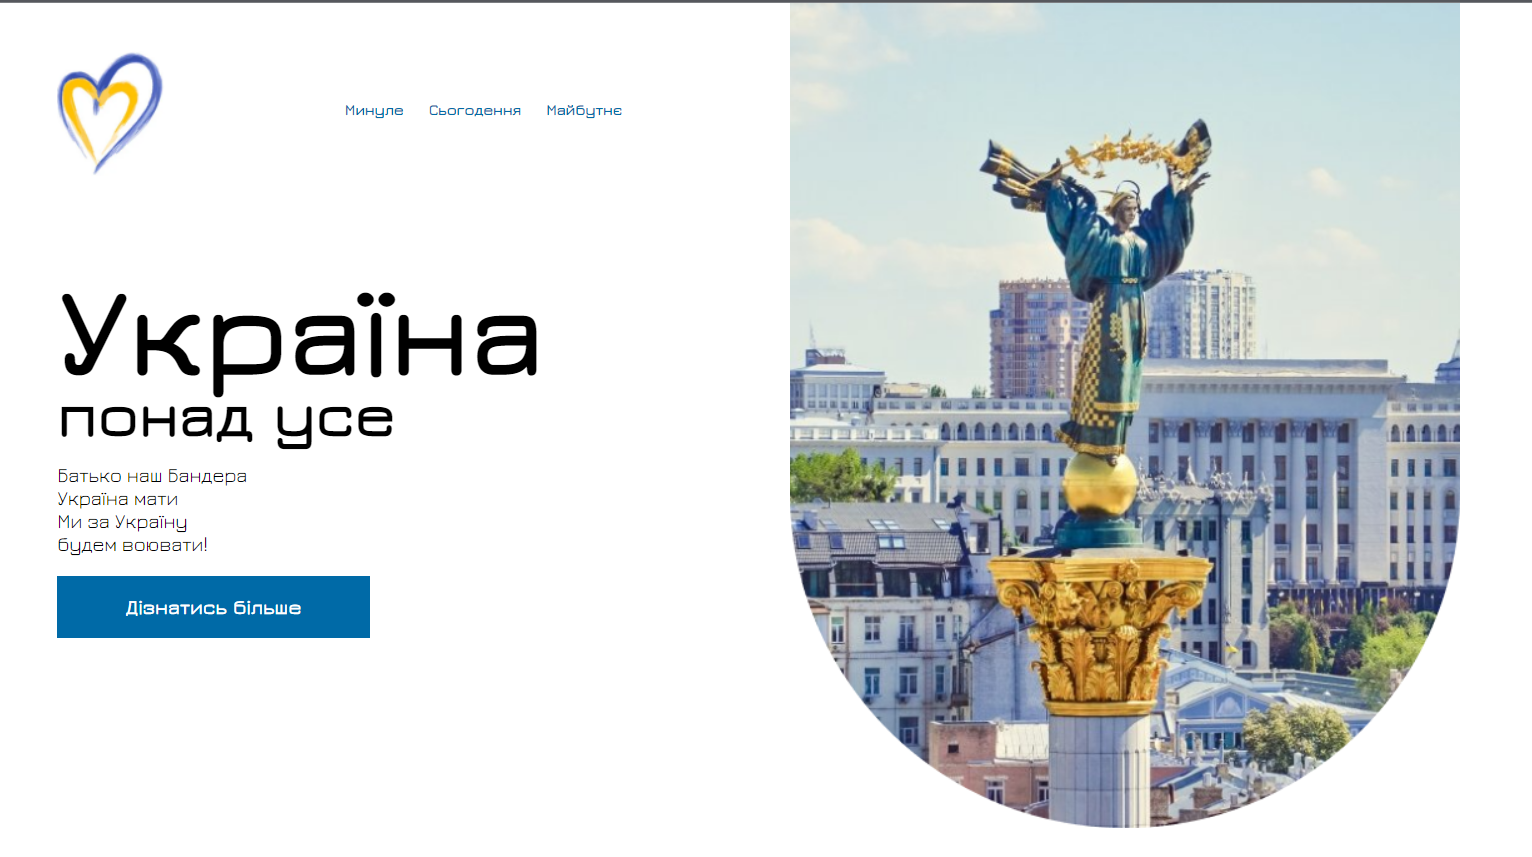 Минуле Сьогодення Майбутнє
Україна
понад усе
Батько наш Бандера
Україна мати
Ми за Україну
будем воювати!
Дізнатись більше